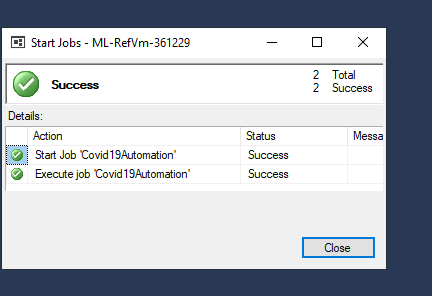 Start Jobs - ML-RefVm-361229
Success
2 Total
2 Success
Details:
Action Status Messa
Start Job 'Covid19Automation' Success
Execute job 'Covid19Automation' Success
Close